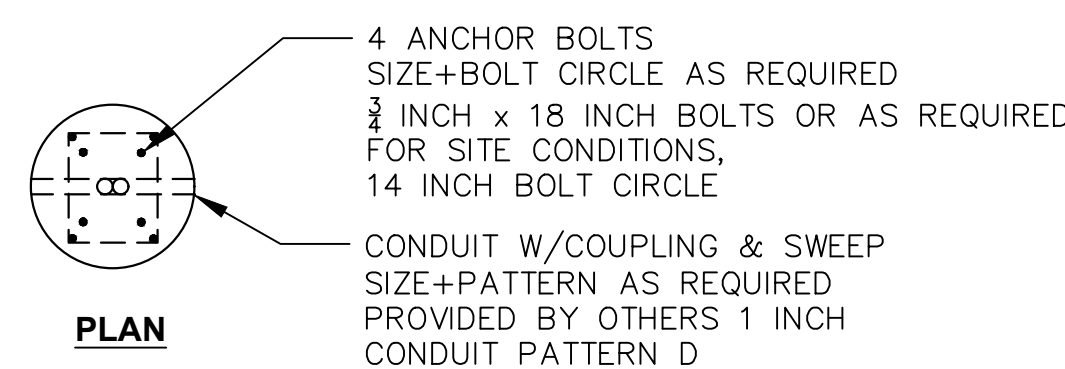 4 ANCHOR BOLTS
SIZE+BOLT CIRCLE AS REQUIRED
3/4 INCH x 18 INCH BOLTS OR AS REQUIRED
FOR SITE CONDITIONS,
14 INCH BOLT CIRCLE
CONDUIT W/COUPLING & SWEEP
SIZE+PATTERN AS REQUIRED
PROVIDED BY OTHERS 1 INCH
CONDUIT PATTERN D
PLAN